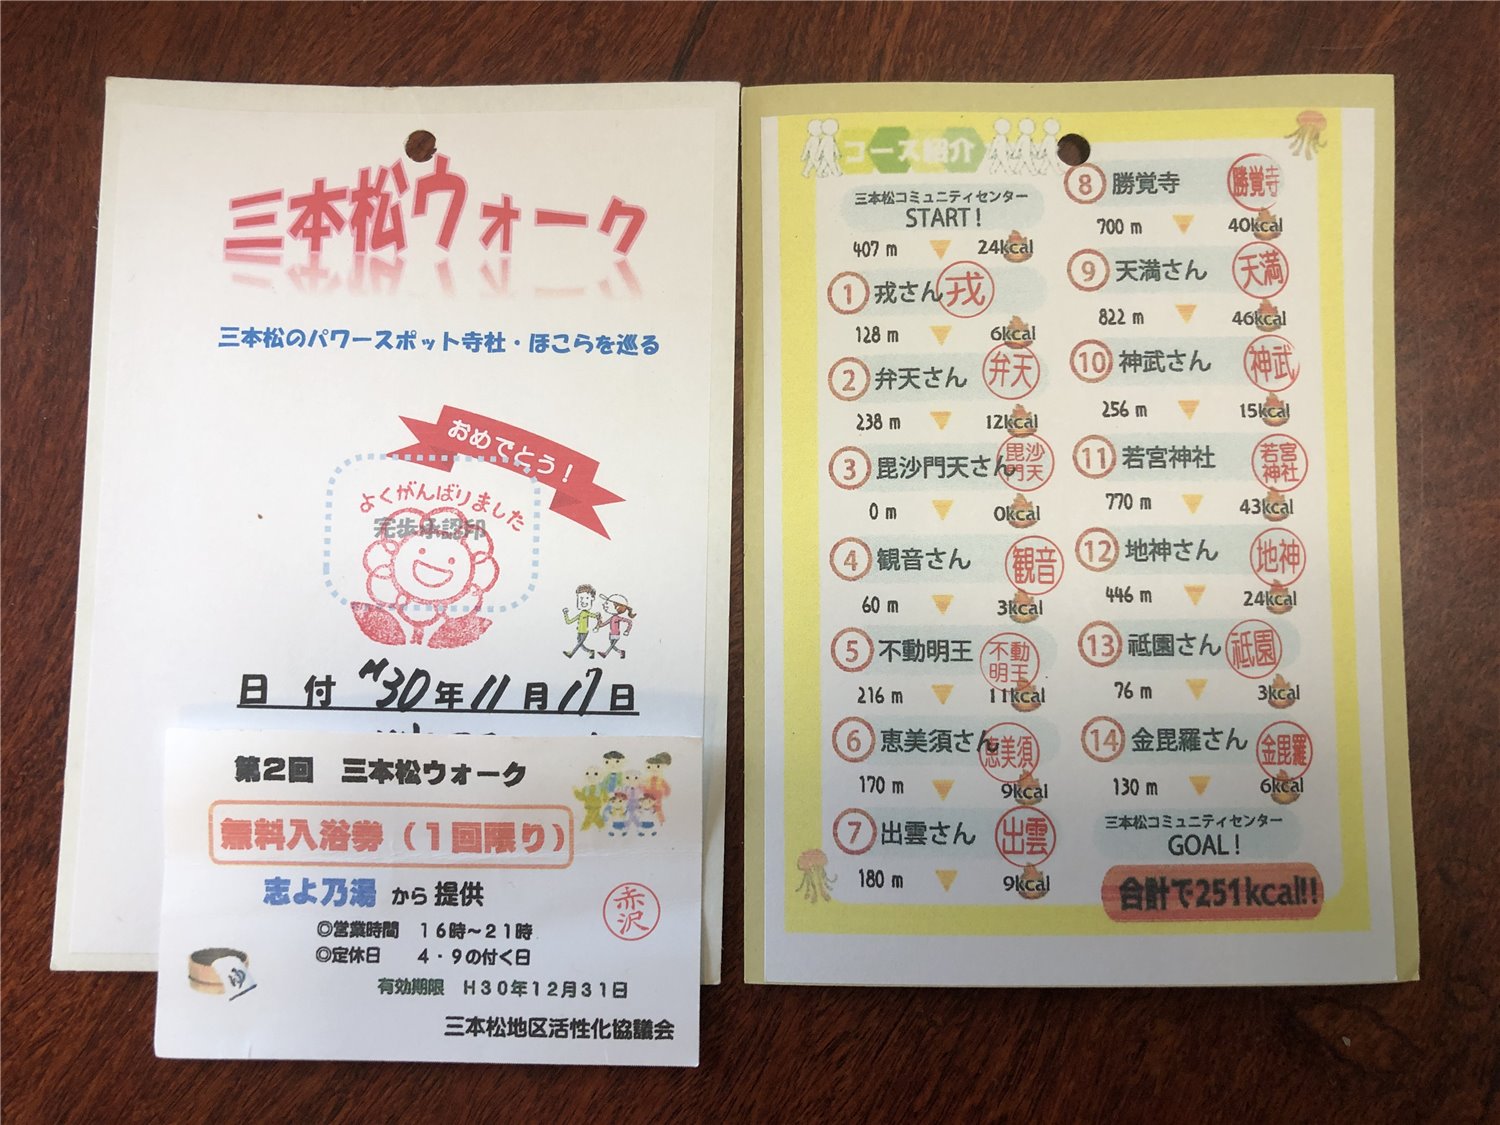 三本松ウォーク
三本松のパワースポット寺社・ほこらを巡る
おめでとう！
よくがんばりました
完歩承認印
日 付 H30年11月17日
第２回 三本松ウォーク
無料入浴券（１回限り）
志よ乃湯 から 提供
◎営業時間 １６時～２１時
◎定休日 ４・９の付く日
赤沢
ゆ
有効期限 Ｈ３０年１２月３１日
三本松地区活性化協議会
コース紹介
三本松コミュニティセンター
START！
407 m 24kcal
1 戎さん 戎
128 m 6kcal
2 弁天さん 弁天
238 m 12kcal
3 毘沙門天さん 毘沙門天
0 m 0kcal
4 観音さん 観音
60 m 3kcal
5 不動明王 不動明王
216 m 11kcal
6 恵美須さん 恵美須
170 m 9kcal
7 出雲さん 出雲
180 m 9kcal
8 勝覚寺 勝覚寺
700 m 40kcal
9 天満さん 天満
822 m 46kcal
10 神武さん 神武
256 m 15kcal
11 若宮神社 若宮神社
770 m 43kcal
12 地神さん 地神
446 m 24kcal
13 祇園さん 祇園
76 m 3kcal
14 金毘羅さん 金毘羅
130 m 6kcal
三本松コミュニティセンター
GOAL！
合計で251kcal!!